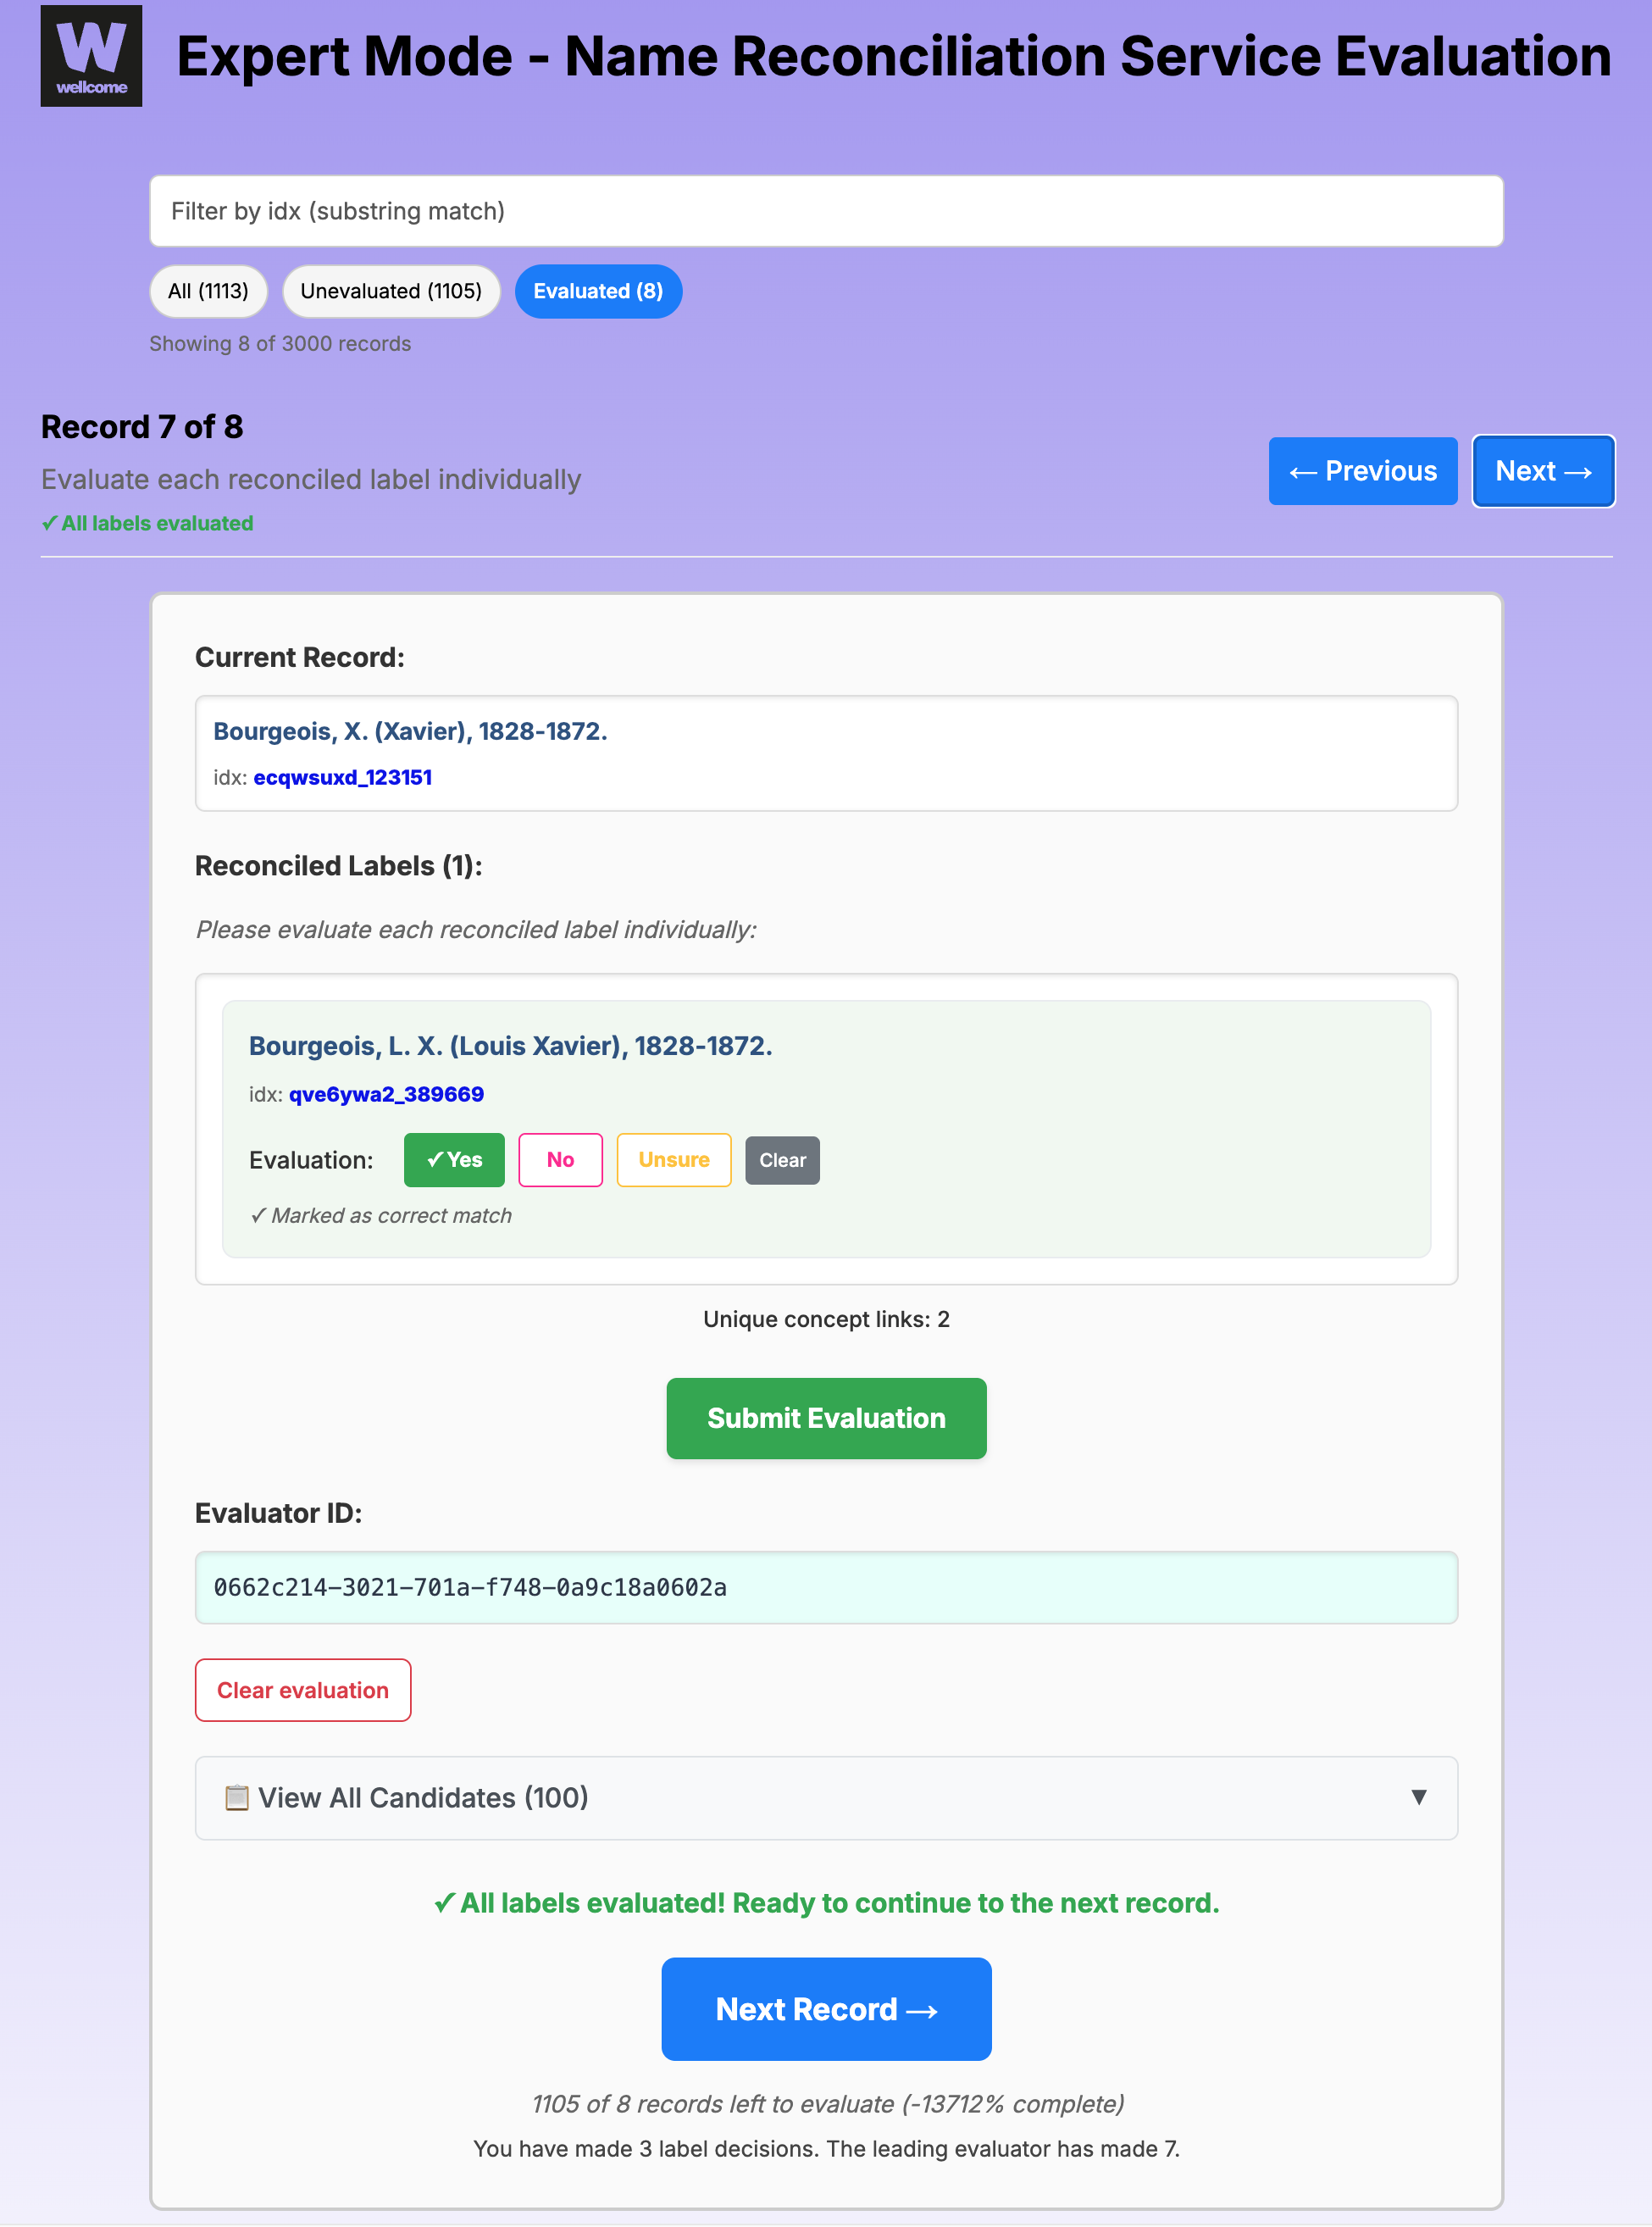 W
wellcome
Expert Mode - Name Reconciliation Service Evaluation
Filter by idx (substring match)
All (1113)
Unevaluated (1105)
Evaluated (8)
Showing 8 of 3000 records
Record 7 of 8
Evaluate each reconciled label individually
✓ All labels evaluated
← Previous
Next →
Current Record:
Bourgeois, X. (Xavier), 1828-1872.
idx: ecqwsuxd_123151
Reconciled Labels (1):
Please evaluate each reconciled label individually:
Bourgeois, L. X. (Louis Xavier), 1828-1872.
idx: qve6ywa2_389669
Evaluation:
✓ Yes
No
Unsure
Clear
✓ Marked as correct match
Unique concept links: 2
Submit Evaluation
Evaluator ID:
0662c214-3021-701a-f748-0a9c18a0602a
Clear evaluation
📋 View All Candidates (100) ▼
✓ All labels evaluated! Ready to continue to the next record.
Next Record →
1105 of 8 records left to evaluate (-13712% complete)
You have made 3 label decisions. The leading evaluator has made 7.